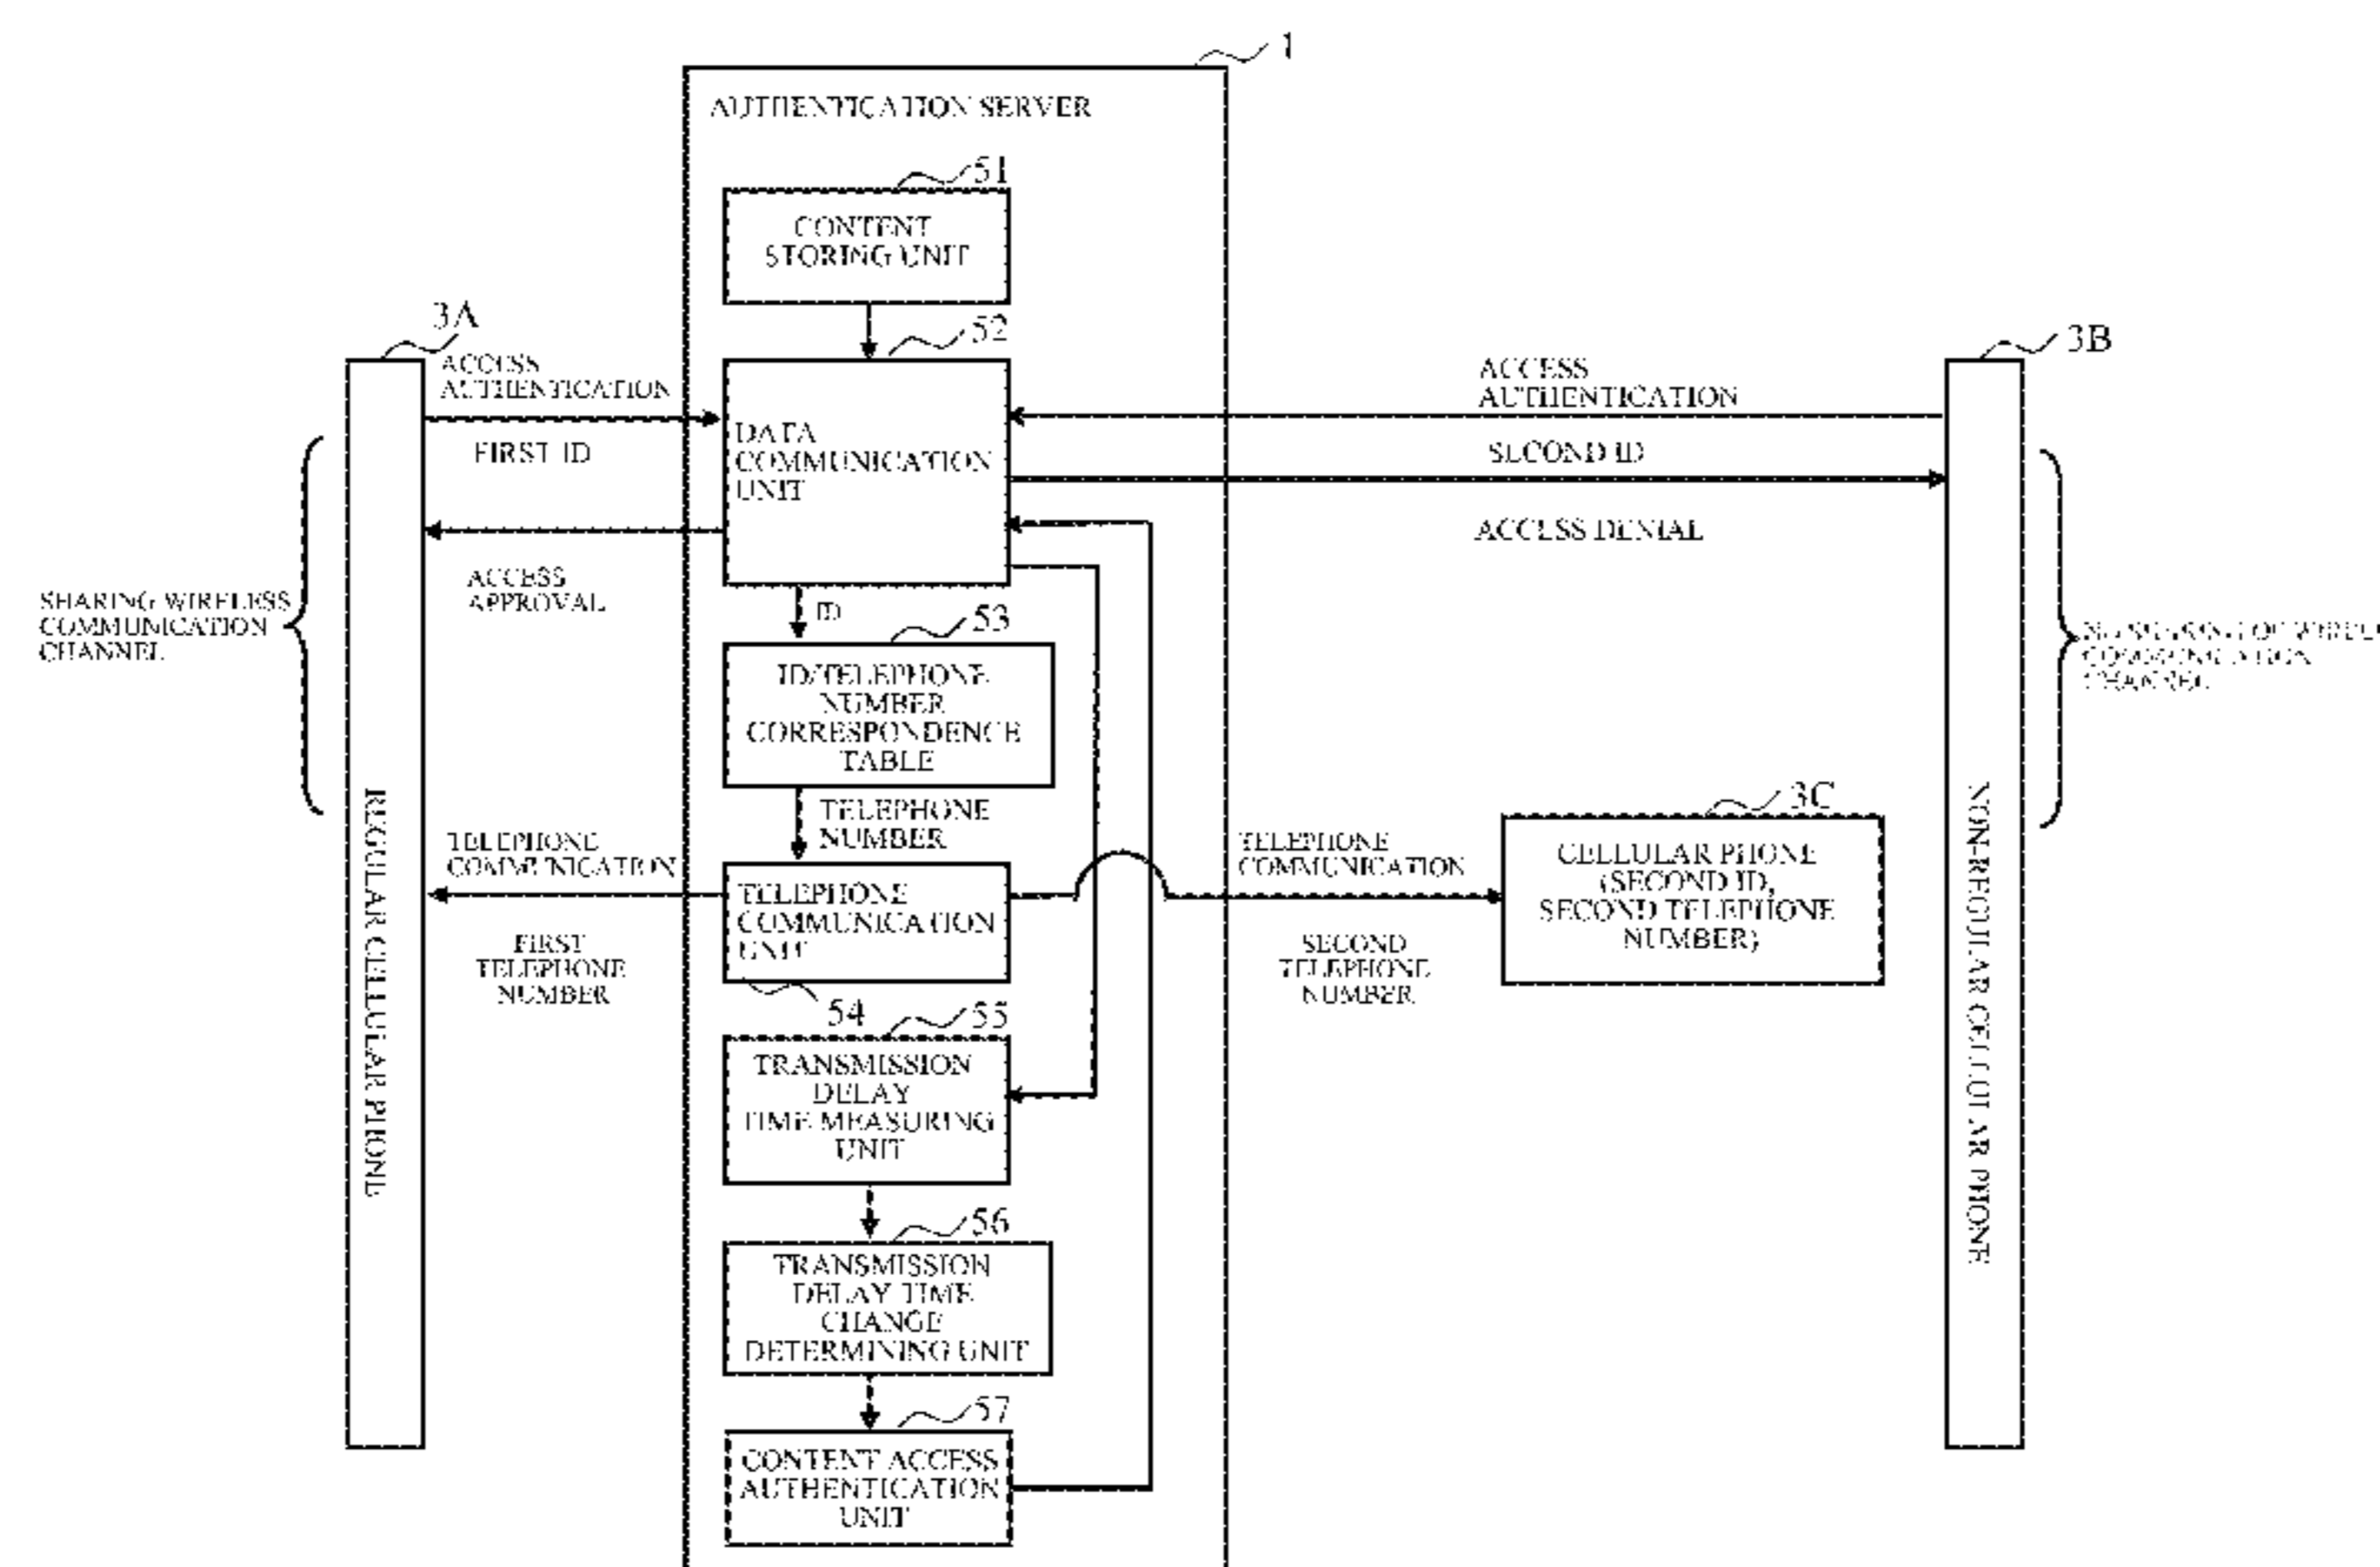 1
AUTHENTICATION SERVER
51
CONTENT
STORING UNIT
3A
52
3B
ACCESS
AUTHENTICATION
FIRST ID
DATA
COMMUNICATION
UNIT
ACCESS
AUTHENTICATION
SECOND ID
ACCESS DENIAL
ACCESS
APPROVAL
SHARING WIRELESS
COMMUNICATION
CHANNEL
ID
53
ID/TELEPHONE
NUMBER
CORRESPONDENCE
TABLE
COMMUNICATION
CHANNEL
TELEPHONE
NUMBER
3C
TELEPHONE
COMMUNICATION
TELEPHONE
COMMUNICATION
UNIT
TELEPHONE
COMMUNICATION
CELLULAR PHONE
(SECOND ID,
SECOND TELEPHONE
NUMBER)
FIRST
TELEPHONE
NUMBER
SECOND
TELEPHONE
NUMBER
REGULAR CELLULAR PHONE
NON-REGULAR CELLULAR PHONE
54
55
TRANSMISSION
DELAY
TIME MEASURING
UNIT
56
TRANSMISSION
DELAY TIME
CHANGE
DETERMINING UNIT
57
CONTENT ACCESS
AUTHENTICATION
UNIT